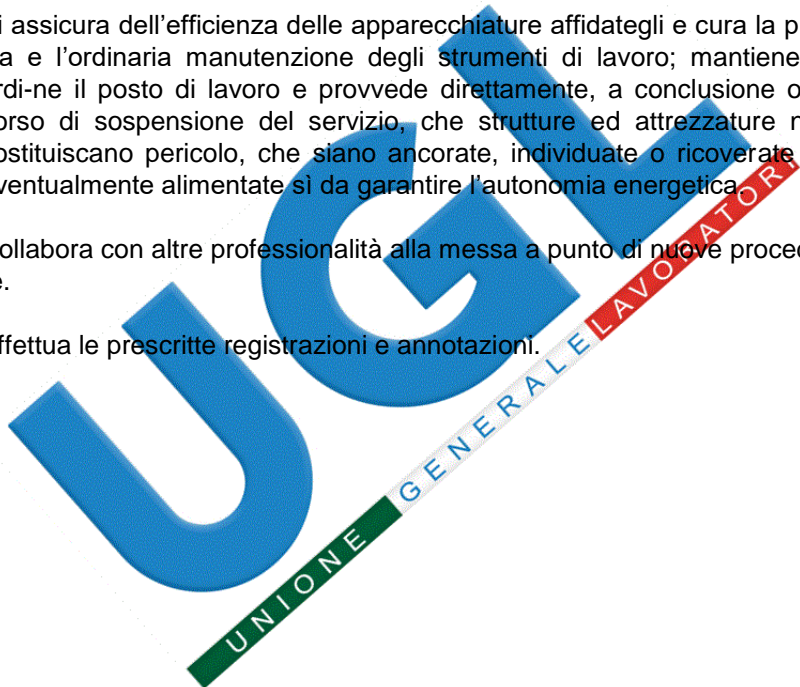 i assicura dell’efficienza delle apparecchiature affidategli e cura la p
a e l’ordinaria manutenzione degli strumenti di lavoro; mantiene
rdi-ne il posto di lavoro e provvede direttamente, a conclusione o
orso di sospensione del servizio, che strutture ed attrezzature n
ostituiscano pericolo, che siano ancorate, individuate o ricoverate
ventualmente alimentate sì da garantire l’autonomia energetica.
ollabora con altre professionalità alla messa a punto di nuove proced
e.
ffettua le prescritte registrazioni e annotazioni.
UGL
UNIONE GENERALE LAVORATORI